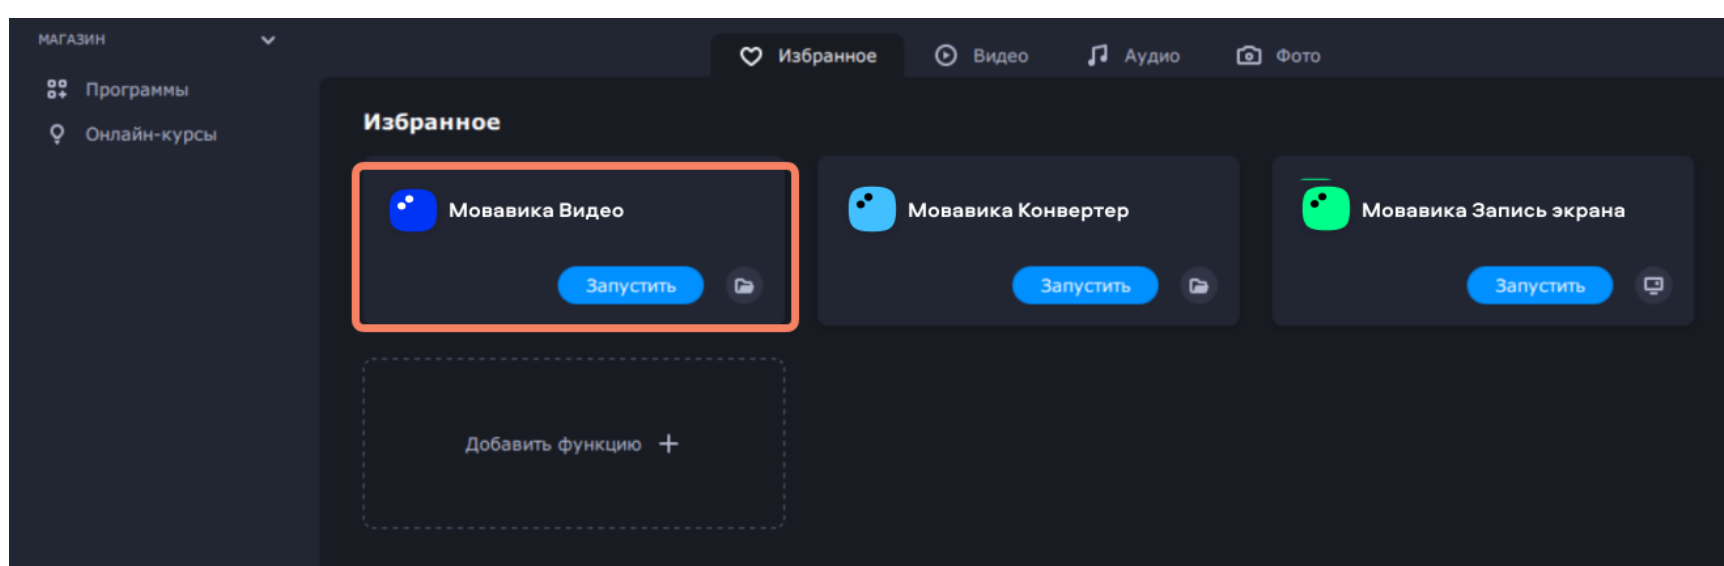 МАГАЗИН
Программы
Онлайн-курсы
Избранное
Видео
Аудио
Фото
Избранное
Мовавика Видео
Запустить
Мовавика Конвертер
Запустить
Мовавика Запись экрана
Запустить
Добавить функцию